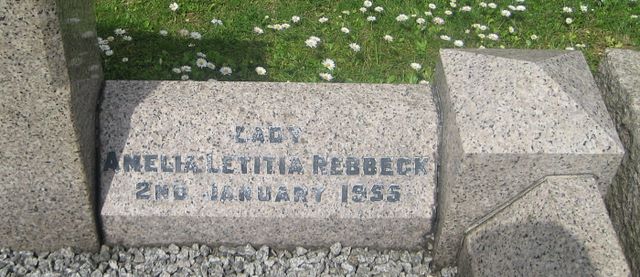 LADY
AMELIA LETITIA REBBECK
2ND JANUARY 1955